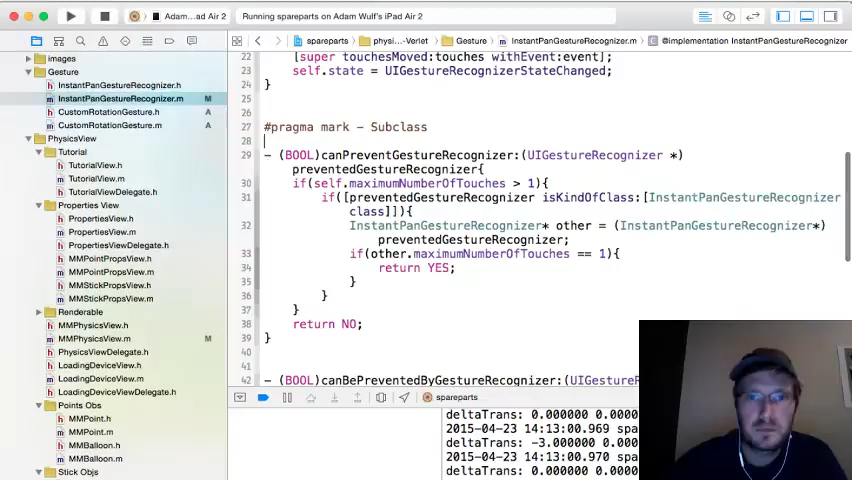 Adam...ad Air 2
Running spareparts on Adam Wulf's iPad Air 2
spareparts
physi...-Verlet
Gesture
InstantPanGestureRecognizer.m
@implementation InstantPanGestureRecognizer
images
Gesture
InstantPanGestureRecognizer.h
InstantPanGestureRecognizer.m M
CustomRotationGesture.h A
CustomRotationGesture.m A
PhysicsView
Tutorial
TutorialView.h
TutorialView.m
TutorialViewDelegate.h
Properties View
PropertiesView.h
PropertiesView.m
PropertiesViewDelegate.h
MMPointPropsView.h
MMPointPropsView.m
MMStickPropsView.h
MMStickPropsView.m
Renderable
MMPhysicsView.h
MMPhysicsView.m M
PhysicsViewDelegate.h
LoadingDeviceView.h
LoadingDeviceView.m
LoadingDeviceViewDelegate.h
Points Obs
MMPoint.h
MMPoint.m
MMBalloon.h
MMBalloon.m
Stick Objs
22 [super touchesMoved:touches withEvent:event];
23 self.state = UIGestureRecognizerStateChanged;
24 }
25
26
27 #pragma mark - Subclass
28
29 - (BOOL)canPreventGestureRecognizer:(UIGestureRecognizer *)
preventedGestureRecognizer{
30 if(self.maximumNumberOfTouches > 1){
31 if([preventedGestureRecognizer isKindOfClass:[InstantPanGestureRecognizer
class]]){
32 InstantPanGestureRecognizer* other = (InstantPanGestureRecognizer*)
preventedGestureRecognizer;
33 if(other.maximumNumberOfTouches == 1){
34 return YES;
35 }
36 }
37 }
38 return NO;
39 }
40
41
42 - (BOOL)canBePreventedByGestureRecognizer:(UIGest
spareparts
deltaTrans: 0.000000 0.0000
2015-04-23 14:13:00.969 spa
deltaTrans: -3.000000 0.000
2015-04-23 14:13:00.970 spa
deltaTrans: 0.000000 0.0000